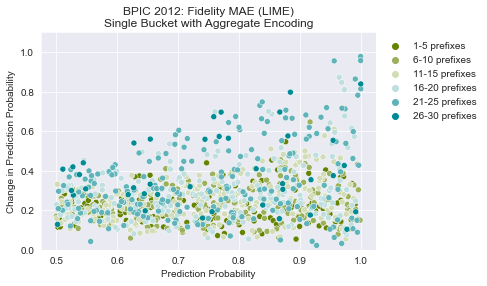 BPIC 2012: Fidelity MAE (LIME)
Single Bucket with Aggregate Encoding
Change in Prediction Probability
1.0
0.8
0.6
0.4
0.2
0.0
0.5
0.6
0.7
0.8
0.9
1.0
Prediction Probability
1-5 prefixes
6-10 prefixes
11-15 prefixes
16-20 prefixes
21-25 prefixes
26-30 prefixes